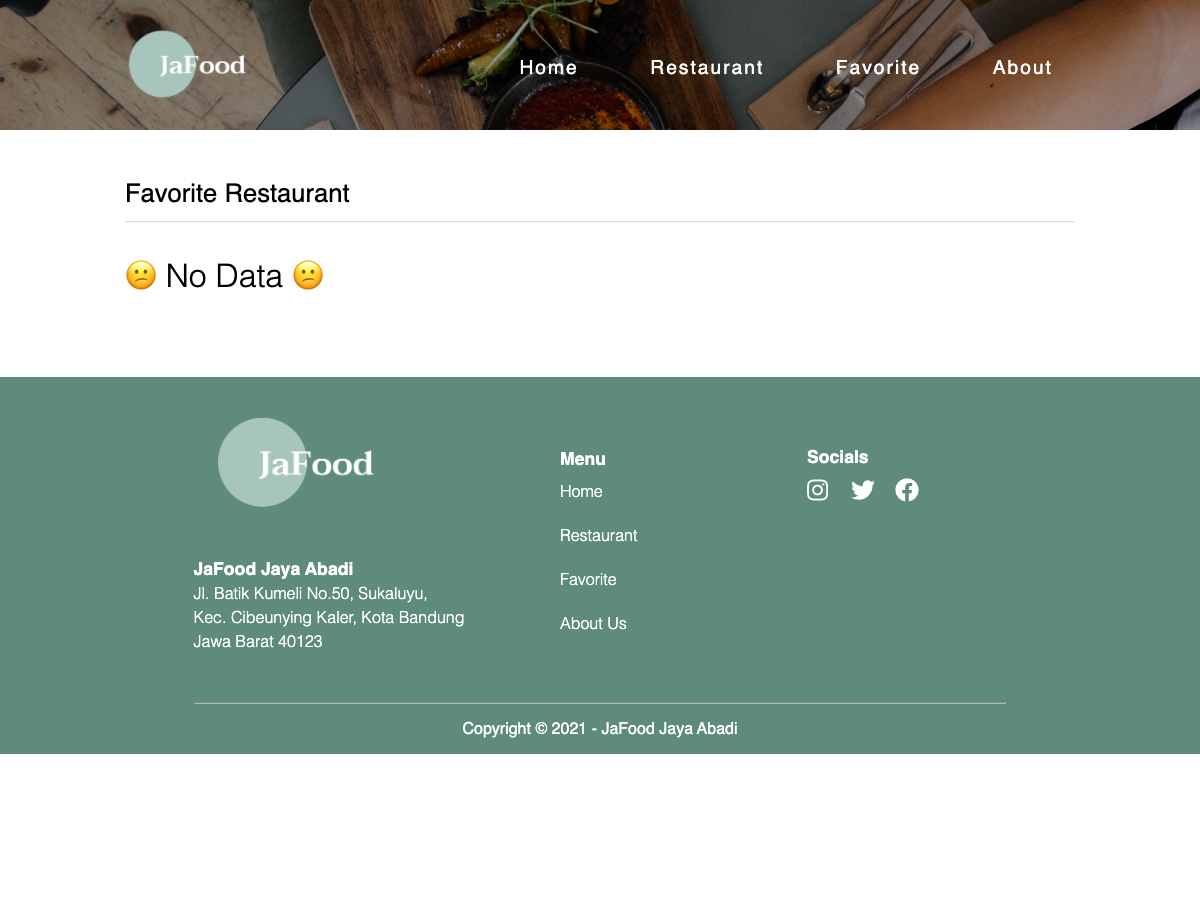 JaFood
Home
Restaurant
Favorite
About
Favorite Restaurant
😕 No Data 😕
JaFood
JaFood Jaya Abadi
Jl. Batik Kumeli No.50, Sukaluyu,
Kec. Cibeunying Kaler, Kota Bandung
Jawa Barat 40123
Menu
Home
Restaurant
Favorite
About Us
Socials
Copyright © 2021 - JaFood Jaya Abadi